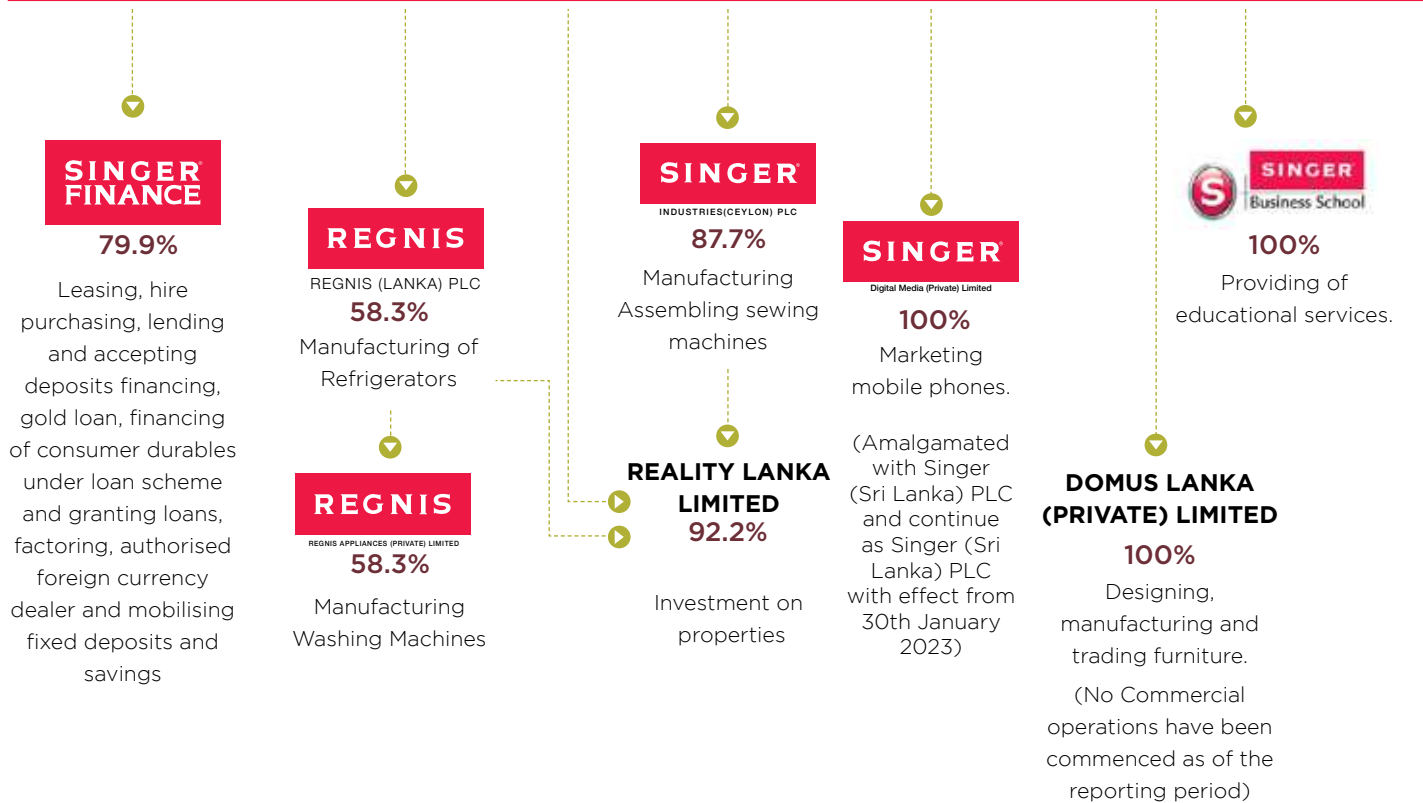 SINGER
FINANCE
79.9%
Leasing, hire
purchasing, lending
and accepting
deposits financing,
gold loan, financing
of consumer durables
under loan scheme
and granting loans,
factoring, authorised
foreign currency
dealer and mobilising
fixed deposits and
savings
REGNIS
REGNIS (LANKA) PLC
58.3%
Manufacturing of
Refrigerators
REGNIS
REGNIS APPLIANCES (PRIVATE) LIMITED
58.3%
Manufacturing
Washing Machines
SINGER
INDUSTRIES(CEYLON) PLC
87.7%
Manufacturing
Assembling sewing
machines
REALITY LANKA
LIMITED
92.2%
Investment on
properties
SINGER
Digital Media (Private) Limited
100%
Marketing
mobile phones.
(Amalgamated
with Singer
(Sri Lanka) PLC
and continue
as Singer (Sri
Lanka) PLC
with effect from
30th January
2023)
S
SINGER
Business School
100%
Providing of
educational services.
DOMUS LANKA
(PRIVATE) LIMITED
100%
Designing,
manufacturing and
trading furniture.
(No Commercial
operations have been
commenced as of the
reporting period)